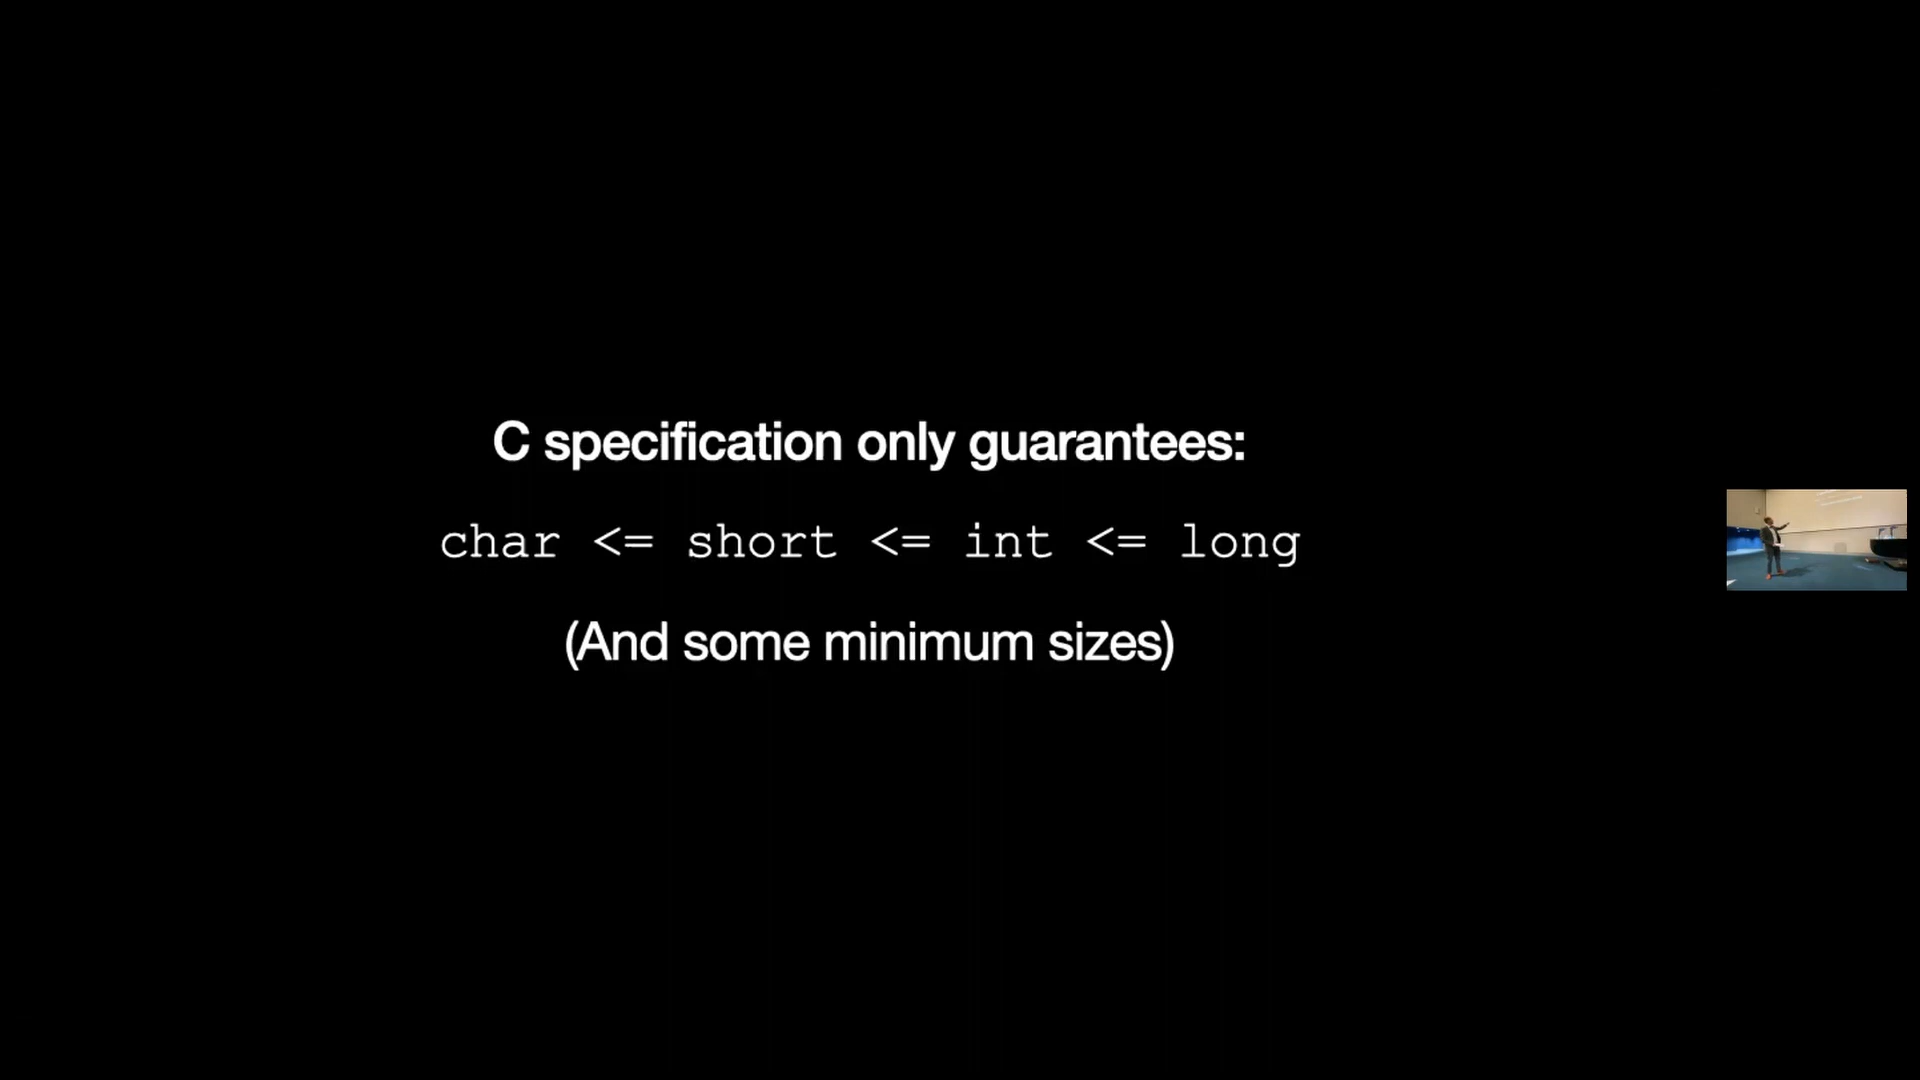 C specification only guarantees:
char <= short <= int <= long
(And some minimum sizes)